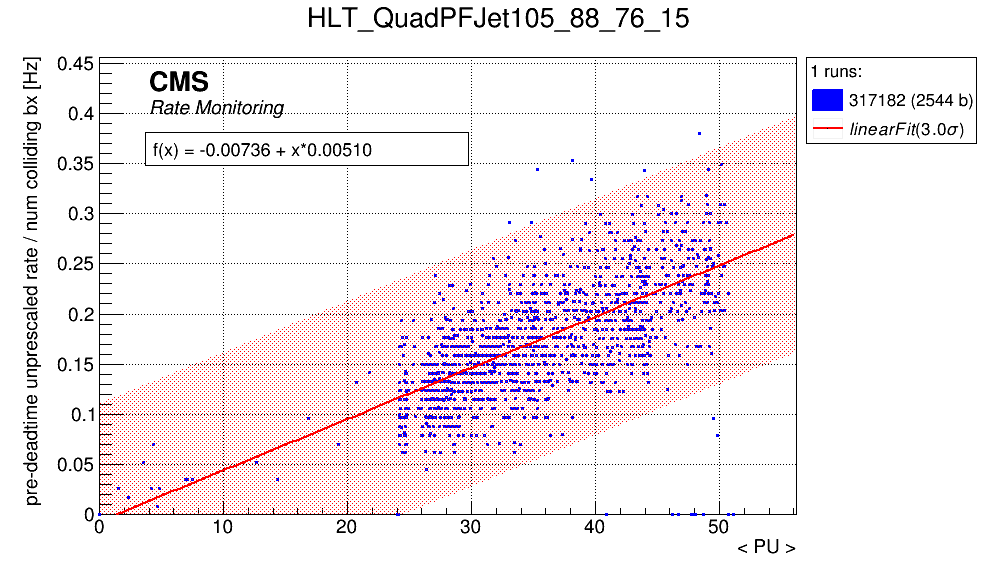 HLT_QuadPFJet105_88_76_15
pre-deadtime unprescaled rate / num colliding bx [Hz]
0.45
0.4
0.35
0.3
0.25
0.2
0.15
0.1
0.05
0
CMS
Rate Monitoring
f(x) = -0.00736 + x*0.00510
1 runs:
317182 (2544 b)
linearFit(3.0σ)
0 10 20 30 40 50
< PU >